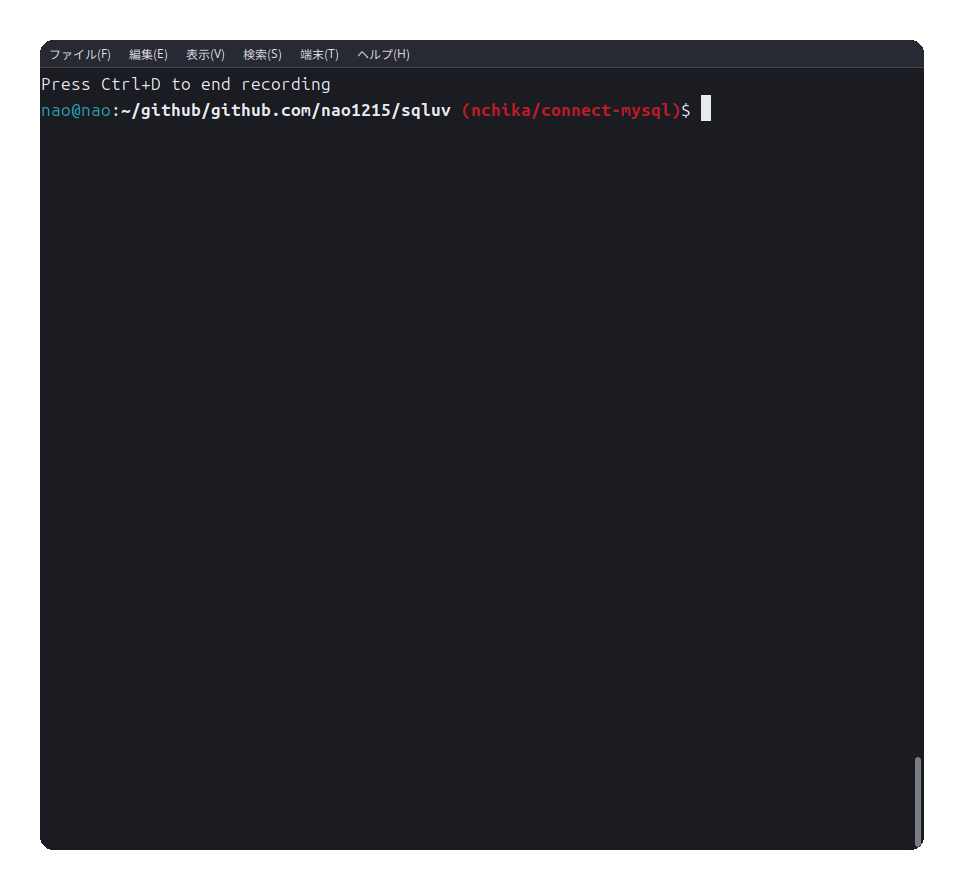 ファイル(F) 編集(E) 表示(V) 検索(S) 端末(T) ヘルプ(H)
Press Ctrl+D to end recording
nao@nao:~/github/github.com/nao1215/sqluv (nchika/connect-mysql)$